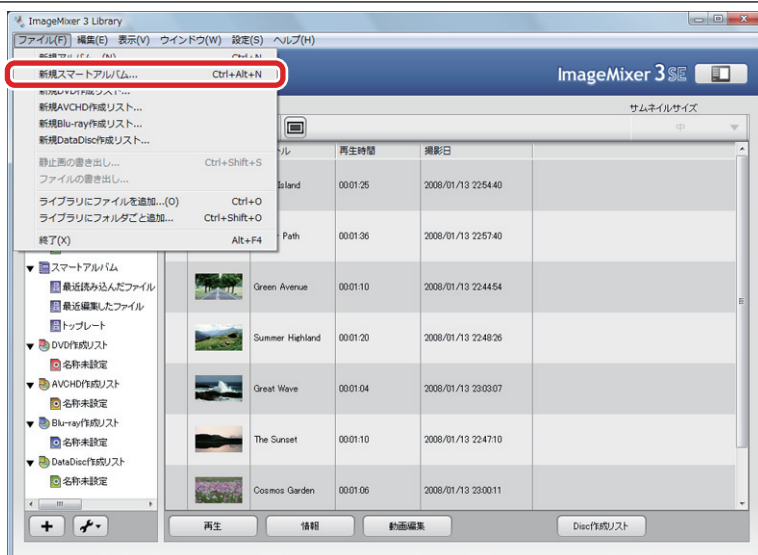 ImageMixer 3 Library
ファイル(F) 編集(E) 表示(V) ウインドウ(W) 設定(S) ヘルプ(H)
新規スマートアルバム... Ctrl+Alt+N
新規AVCHD作成リスト...
新規Blu-ray作成リスト...
新規DataDisc作成リスト...
静止画の書き出し... Ctrl+Shift+S
ファイルの書き出し...
ライブラリにファイルを追加...(O) Ctrl+O
ライブラリにフォルダごと追加... Ctrl+Shift+O
終了(X) Alt+F4
ImageMixer 3 SE
サムネイルサイズ
中
再生時間 撮影日
Island 00:01:25 2008/01/13 22:54:40
Path 00:01:36 2008/01/13 22:57:40
Green Avenue 00:01:10 2008/01/13 22:44:54
Summer Highland 00:01:20 2008/01/13 22:48:26
Great Wave 00:01:04 2008/01/13 23:03:07
The Sunset 00:01:10 2008/01/13 22:47:10
Cosmos Garden 00:01:06 2008/01/13 23:00:11
スマートアルバム
最近読み込んだファイル
最近編集したファイル
トップレート
DVD作成リスト
名称未設定
AVCHD作成リスト
名称未設定
Blu-ray作成リスト
名称未設定
DataDisc作成リスト
名称未設定
再生 情報 動画編集 Disc作成リスト